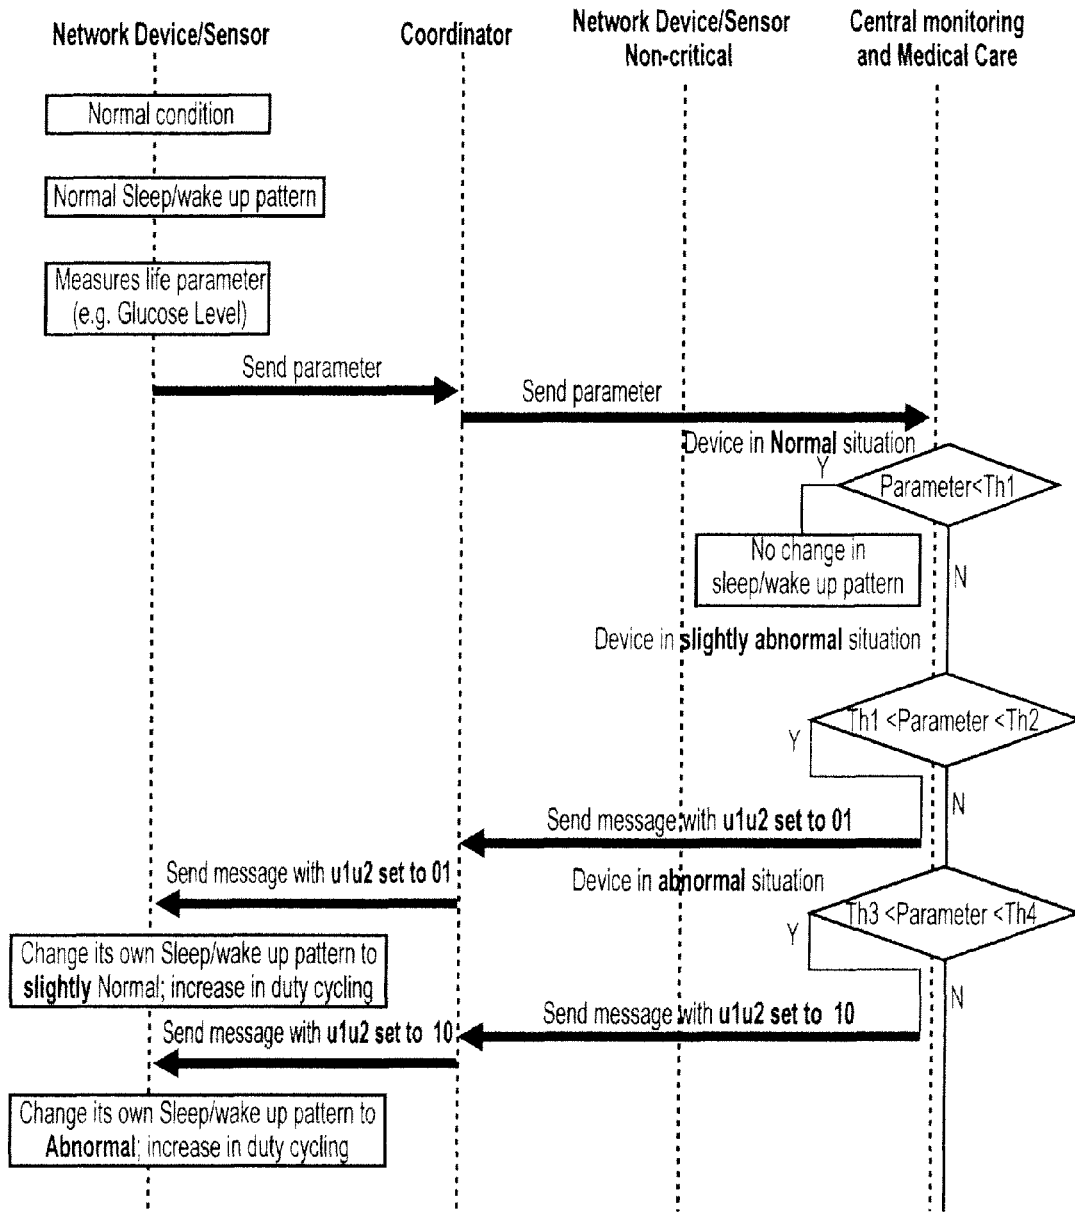 Network Device/Sensor
Coordinator
Network Device/Sensor
Non-critical
Central monitoring
and Medical Care
Normal condition
Normal Sleep/wake up pattern
Measures life parameter
(e.g. Glucose Level)
Send parameter
Send parameter
Device in Normal situation
Y
Parameter<Th1
No change in
sleep/wake up pattern
N
Device in slightly abnormal situation
Th1 <Parameter <Th2
Y
N
Send message with u1u2 set to 01
Send message with u1u2 set to 01
Device in abnormal situation
Th3 <Parameter <Th4
Y
Change its own Sleep/wake up pattern to
slightly Normal; increase in duty cycling
N
Send message with u1u2 set to 10
Send message with u1u2 set to 10
Change its own Sleep/wake up pattern to
Abnormal; increase in duty cycling